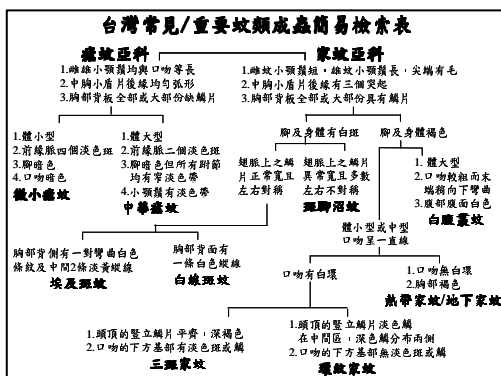 台灣常見/重要蚊類成蟲簡易檢索表
瘧蚊亞科
1.雌雄小顎鬚均與口吻等長
2.中胸小盾片後緣均勻弧形
3.胸部背板全部或大部份缺鱗片
家蚊亞科
1.雌蚊小顎鬚短,雄蚊小顎鬚長,尖端有毛
2.中胸小盾片後緣有三個突起
3.胸部背板全部或大部份具有鱗片
1.體小型
2.前緣脈四個淡色斑
3.腳暗色
4.口吻暗色
微小瘧蚊
1.體大型
2.前緣脈二個淡色斑
3.腳暗色但所有跗節
均有窄淡色帶
4.小顎鬚有淡色帶
中華瘧蚊
腳及身體有白斑
翅脈上之鱗
片正常寬且
左右對稱
翅脈上之鱗片
異常寬且多數
左右不對稱
斑腳沼蚊
腳及身體褐色
1.體大型
2.口吻較粗而末
端稍向下彎曲
3.腹部腹面白色
白腹叢蚊
體小型或中型
口吻呈一直線
胸部背側有一對彎曲白色
條紋及中間2條淡黃縱線
埃及斑蚊
胸部背面有
一條白色縱線
白線斑蚊
口吻有白環
1.口吻無白環
2.胸部褐色
熱帶家蚊/地下家蚊
1.頭頂的豎立鱗片平齊,深褐色
2.口吻的下方基部有淡色斑或鱗
三斑家蚊
1.頭頂的豎立鱗片淡色鱗
在中間區,深色鱗分布兩側
2.口吻的下方基部無淡色斑或鱗
環紋家蚊